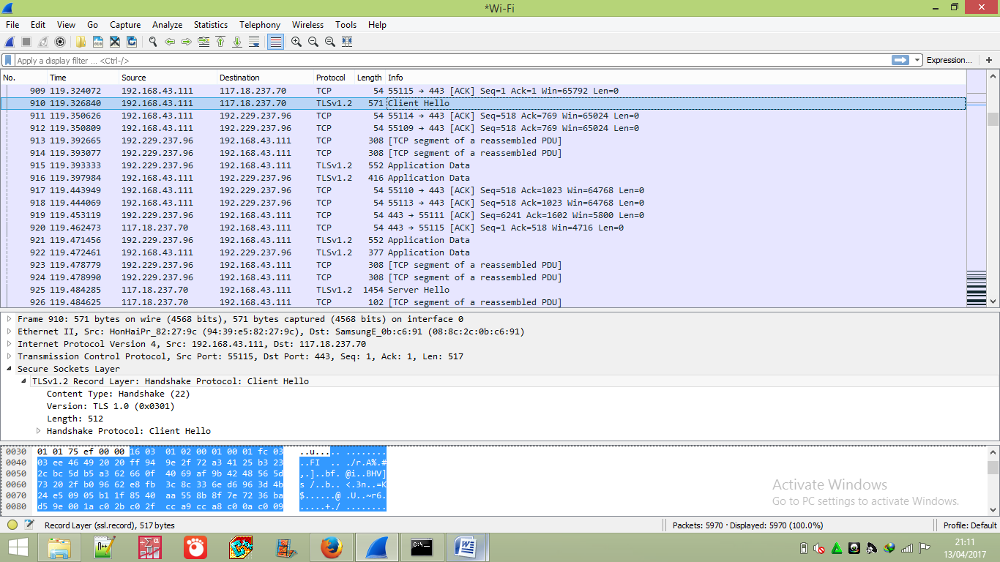 *Wi-Fi
File Edit View Go Capture Analyze Statistics Telephony Wireless Tools Help
Apply a display filter ... <Ctrl-/> Expression... +
No. Time Source Destination Protocol Length Info
909 119.324072 192.168.43.111 117.18.237.70 TCP 54 55115 → 443 [ACK] Seq=1 Ack=1 Win=65792 Len=0
910 119.326840 192.168.43.111 117.18.237.70 TLSv1.2 571 Client Hello
911 119.350626 192.168.43.111 192.229.237.96 TCP 54 55114 → 443 [ACK] Seq=518 Ack=769 Win=65024 Len=0
912 119.350809 192.168.43.111 192.229.237.96 TCP 54 55109 → 443 [ACK] Seq=518 Ack=769 Win=65024 Len=0
913 119.392665 192.229.237.96 192.168.43.111 TCP 308 [TCP segment of a reassembled PDU]
914 119.393077 192.229.237.96 192.168.43.111 TCP 308 [TCP segment of a reassembled PDU]
915 119.393333 192.229.237.96 192.168.43.111 TLSv1.2 552 Application Data
916 119.397984 192.168.43.111 192.229.237.96 TLSv1.2 416 Application Data
917 119.443949 192.168.43.111 192.229.237.96 TCP 54 55110 → 443 [ACK] Seq=518 Ack=1023 Win=64768 Len=0
918 119.444069 192.168.43.111 192.229.237.96 TCP 54 55113 → 443 [ACK] Seq=518 Ack=1023 Win=64768 Len=0
919 119.453119 192.229.237.96 192.168.43.111 TCP 54 443 → 55111 [ACK] Seq=6241 Ack=1602 Win=5800 Len=0
920 119.462473 117.18.237.70 192.168.43.111 TCP 54 443 → 55115 [ACK] Seq=1 Ack=518 Win=4716 Len=0
921 119.471456 192.229.237.96 192.168.43.111 TLSv1.2 552 Application Data
922 119.472461 192.229.237.96 192.168.43.111 TLSv1.2 377 Application Data
923 119.478779 192.229.237.96 192.168.43.111 TCP 308 [TCP segment of a reassembled PDU]
924 119.478990 192.229.237.96 192.168.43.111 TCP 308 [TCP segment of a reassembled PDU]
925 119.484285 117.18.237.70 192.168.43.111 TLSv1.2 1454 Server Hello
926 119.484625 117.18.237.70 192.168.43.111 TCP 102 [TCP segment of a reassembled PDU]
Frame 910: 571 bytes on wire (4568 bits), 571 bytes captured (4568 bits) on interface 0
Ethernet II, Src: HonHaiPr_82:27:9c (94:39:e5:82:27:9c), Dst: SamsungE_0b:c6:91 (08:8c:2c:0b:c6:91)
Internet Protocol Version 4, Src: 192.168.43.111, Dst: 117.18.237.70
Transmission Control Protocol, Src Port: 55115, Dst Port: 443, Seq: 1, Ack: 1, Len: 517
Secure Sockets Layer
TLSv1.2 Record Layer: Handshake Protocol: Client Hello
Content Type: Handshake (22)
Version: TLS 1.0 (0x0301)
Length: 512
Handshake Protocol: Client Hello
0030 01 01 75 ef 00 00 16 03 01 02 00 01 00 01 fc 03 ..u..... ........
0040 03 ee 46 49 20 20 ff 94 9e 2f 72 a3 41 25 b3 23 ..FI .. ./r.A%.#
0050 2c bc 5d b5 a3 62 66 0f 40 69 af 9b 42 48 56 5d ,.]..bf. @i..BHV]
0060 73 20 2f b0 96 62 e8 fb 3c 8c 33 6e d6 96 3d 4b s /..b.. <.3n..=K
0070 24 e5 09 05 b1 1f 85 40 aa 55 8b 8f 7e 72 36 ba $......@ .U..~r6.
0080 d5 9e 00 1a c0 2b c0 2f cc a9 cc a8 c0 0a c0 09 .....+./ ........
Activate Windows
Go to PC settings to activate Windows.
Record Layer (ssl.record), 517 bytes Packets: 5970 · Displayed: 5970 (100.0%) Profile: Default
21:11
13/04/2017